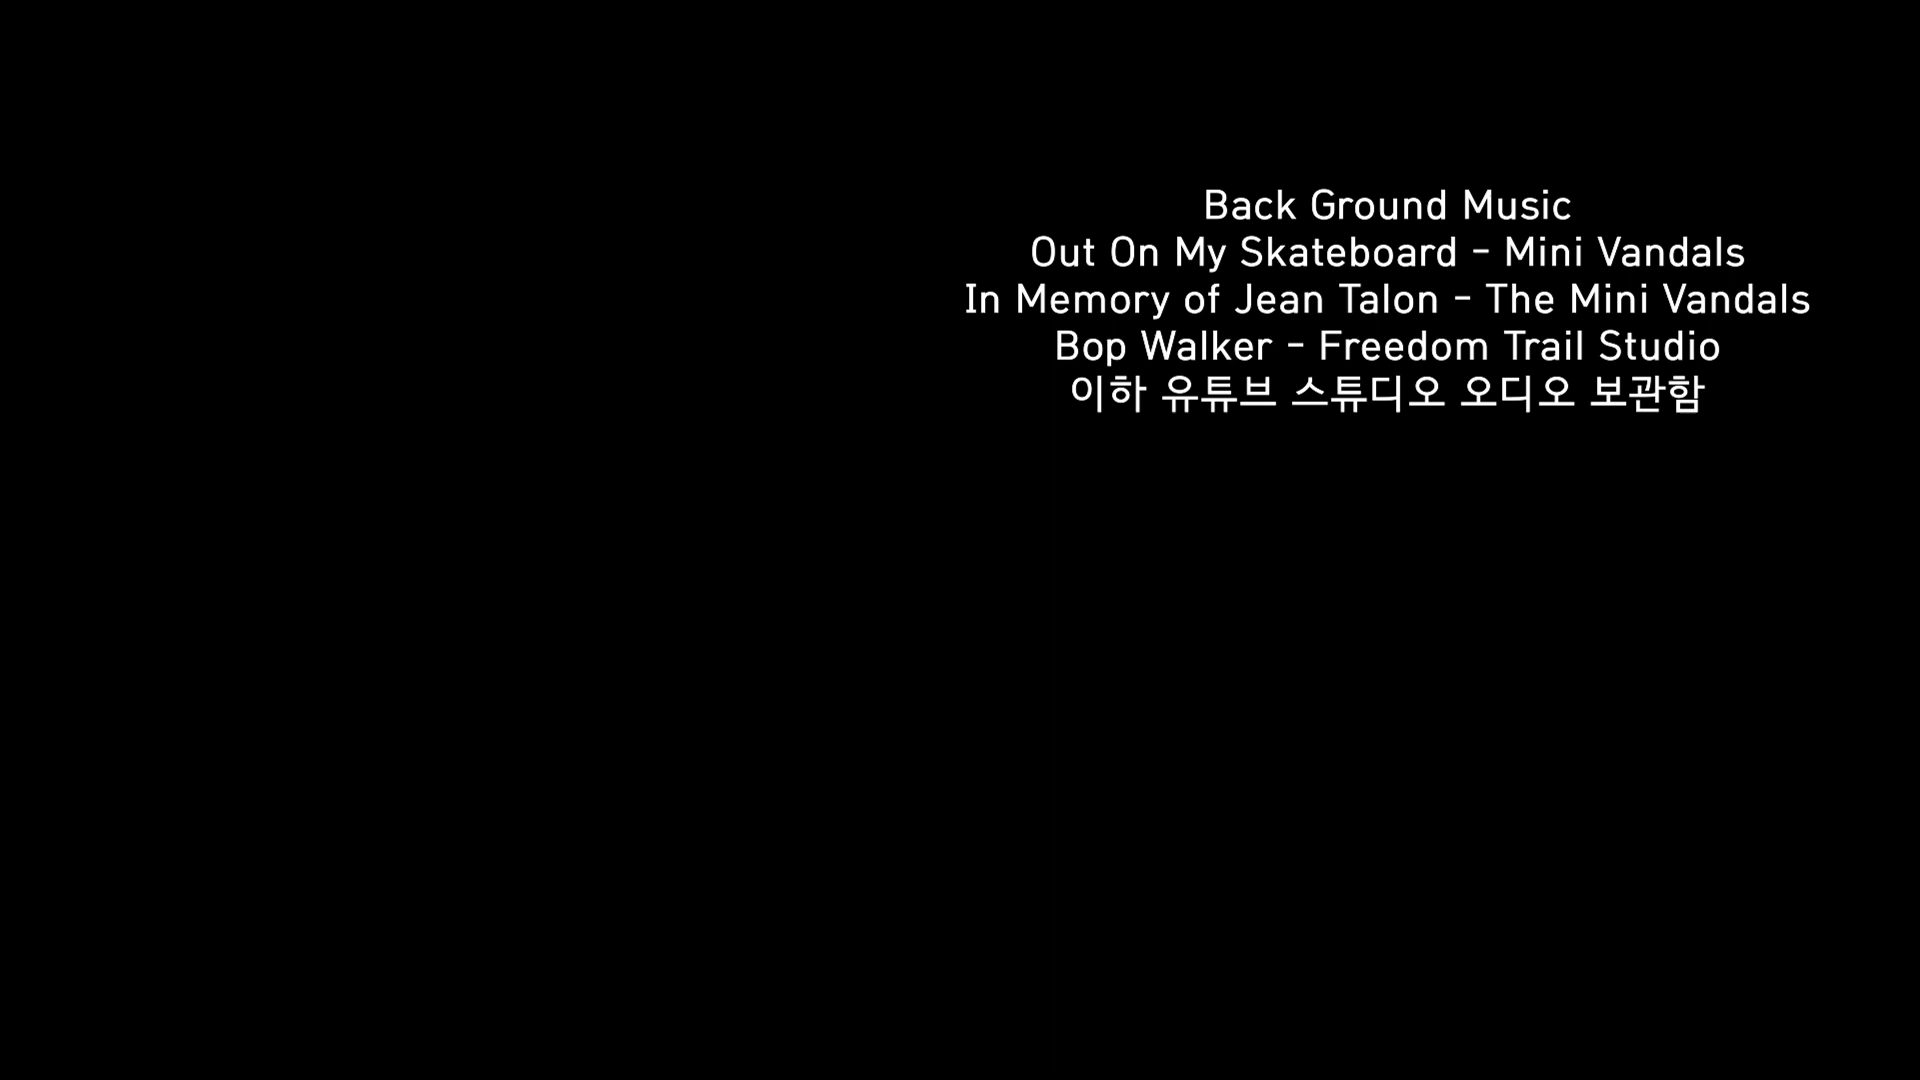 Back Ground Music
Out On My Skateboard - Mini Vandals
In Memory of Jean Talon - The Mini Vandals
Bop Walker - Freedom Trail Studio
이하 유튜브 스튜디오 오디오 보관함